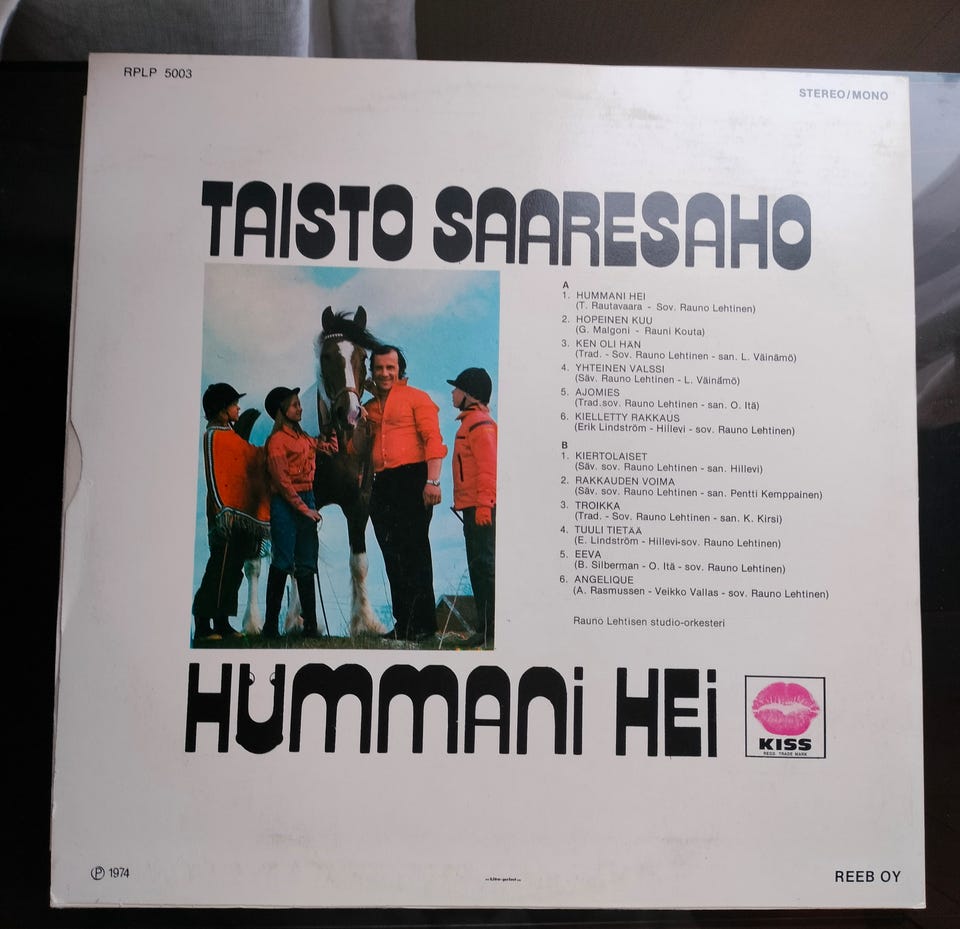 RPLP 5003
STEREO/MONO
TAISTO SAARESAHO
A
1. HUMMANI HEI
(T. Rautavaara - Sov. Rauno Lehtinen)
2. HOPEINEN KUU
(G. Malgoni - Rauni Kouta)
3. KEN OLI HÄN
(Trad. - Sov. Rauno Lehtinen - san. L. Väinämö)
4. YHTEINEN VALSSI
(Säv. Rauno Lehtinen - L. Väinämö)
5. AJOMIES
(Trad.sov. Rauno Lehtinen - san. O. Itä)
6. KIELLETTY RAKKAUS
(Erik Lindström - Hillevi - sov. Rauno Lehtinen)
B
1. KIERTOLAISET
(Säv. sov. Rauno Lehtinen - san. Hillevi)
2. RAKKAUDEN VOIMA
(Säv. sov. Rauno Lehtinen - san. Pentti Kemppainen)
3. TROIKKA
(Trad. - Sov. Rauno Lehtinen - san. K. Kirsi)
4. TUULI TIETÄÄ
(E. Lindström - Hillevi-sov. Rauno Lehtinen)
5. EEVA
(B. Silberman - O. Itä - sov. Rauno Lehtinen)
6. ANGELIQUE
(A. Rasmussen - Veikko Vallas - sov. Rauno Lehtinen)
Rauno Lehtisen studio-orkesteri
HUMMANI HEI
KISS
REGD. TRADE MARK
Ⓟ 1974
REEB OY